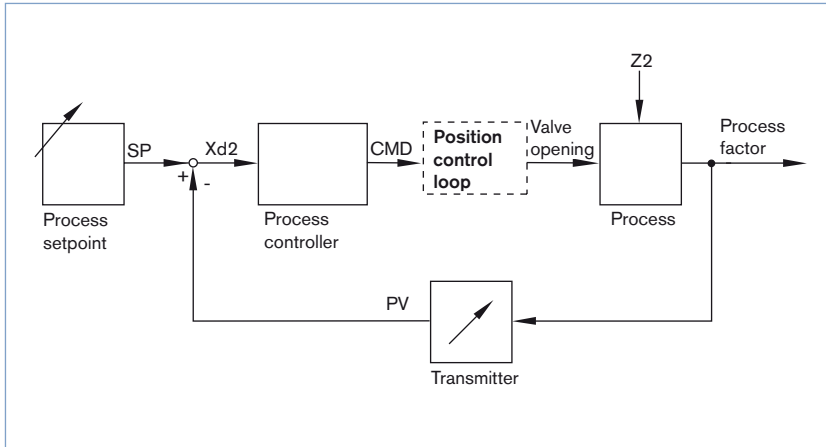 Z2
SP
Xd2
CMD
Position
control
loop
Valve
opening
Process
factor
+
-
Process
setpoint
Process
controller
Process
PV
Transmitter